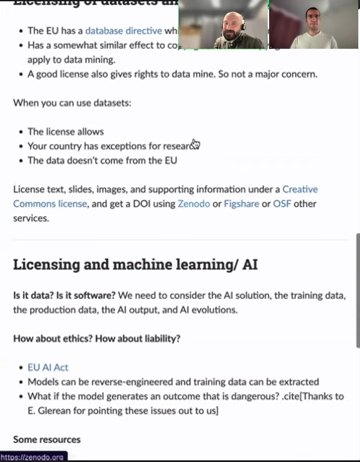 Licensing of datasets an
• The EU has a database directive wh
• Has a somewhat similar effect to co
apply to data mining.
• A good license also gives rights to data mine. So not a major concern.
When you can use datasets:
• The license allows
• Your country has exceptions for research
• The data doesn't come from the EU
License text, slides, images, and supporting information under a Creative
Commons license, and get a DOI using Zenodo or Figshare or OSF other
services.
Licensing and machine learning/ AI
Is it data? Is it software? We need to consider the AI solution, the training data,
the production data, the AI output, and AI evolutions.
How about ethics? How about liability?
• EU AI Act
• Models can be reverse-engineered and training data can be extracted
• What if the model generates an outcome that is dangerous? .cite[Thanks to
E. Glerean for pointing these issues out to us]
Some resources
https://zenodo.org